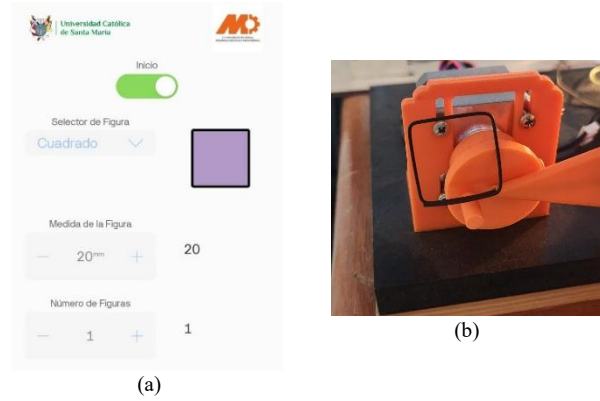 Universidad Católica
de Santa María
Inicio
Selector de Figura
Cuadrado
Medida de la Figura
— 20mm + 20
Número de Figuras
— 1 + 1
(a)
(b)